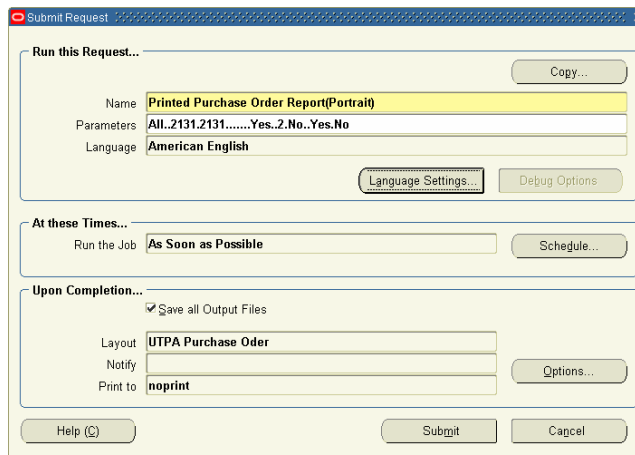 Submit Request
Run this Request...
Copy...
Name Printed Purchase Order Report(Portrait)
Parameters All..2131.2131.......Yes..2.No..Yes.No
Language American English
Language Settings... Debug Options
At these Times...
Run the Job As Soon as Possible Schedule...
Upon Completion...
Save all Output Files
Layout UTPA Purchase Oder
Notify
Options...
Print to noprint
Help (C) Submit Cancel